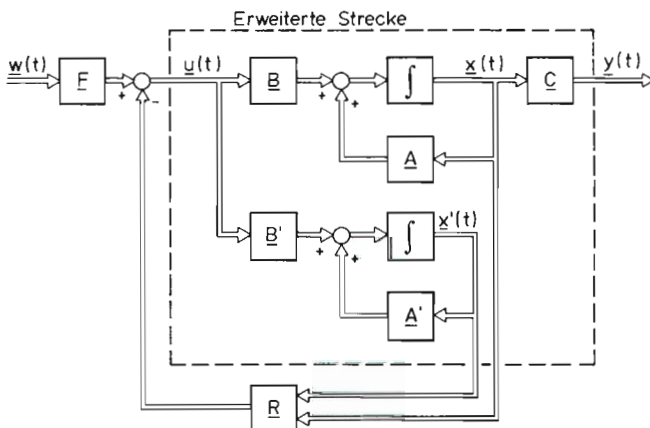 Erweiterte Strecke
w(t)
F
u(t)
B
∫
x(t)
C
y(t)
+
-
+
+
A
B'
∫
x'(t)
+
+
A'
R